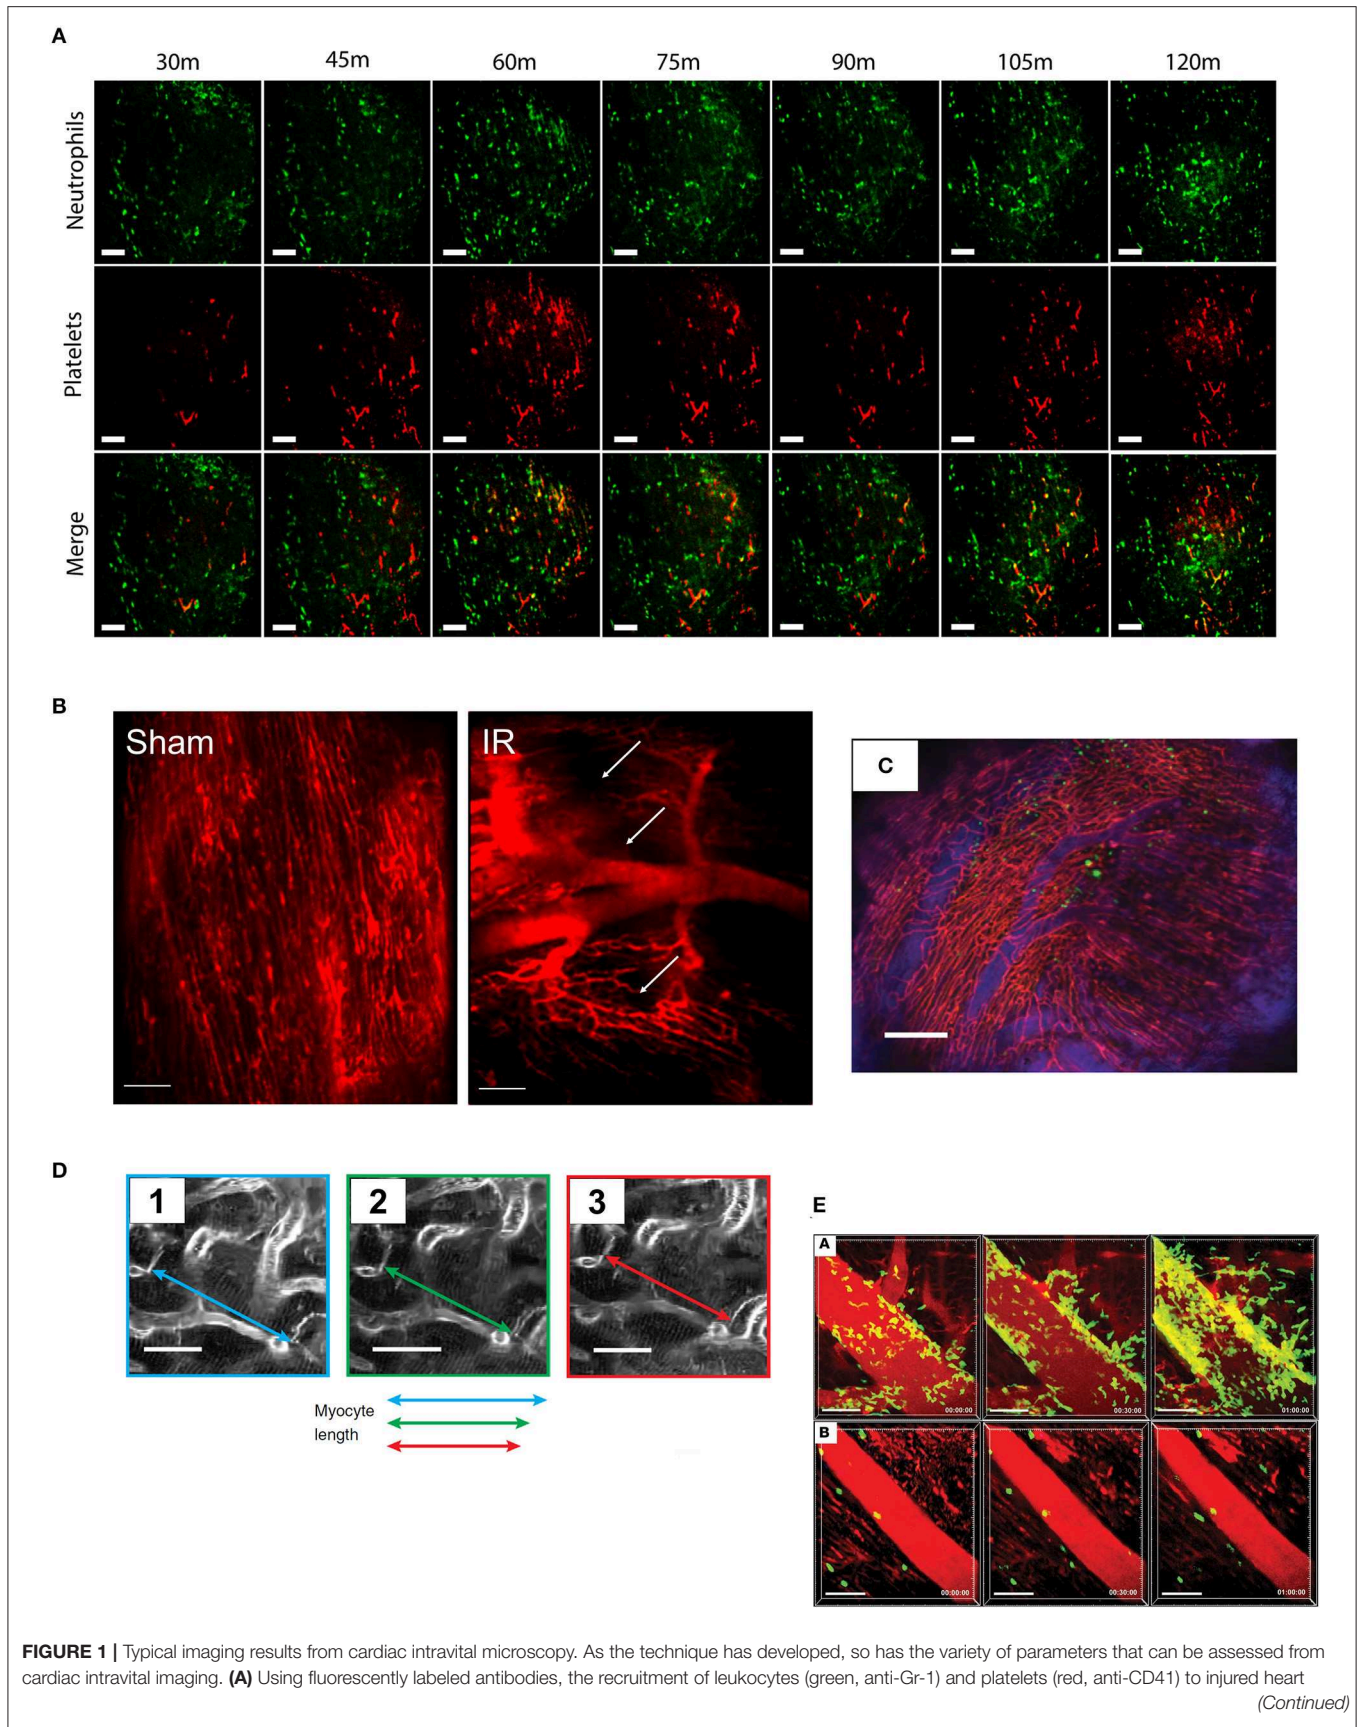 A
30m 45m 60m 75m 90m 105m 120m
Neutrophils
Platelets
Merge
B
Sham
IR
C
D
1
2
3
Myocyte
length
E
A
00:00:00
00:30:00
01:00:00
B
00:00:00
00:30:00
01:00:00
FIGURE 1 | Typical imaging results from cardiac intravital microscopy. As the technique has developed, so has the variety of parameters that can be assessed from
cardiac intravital imaging. (A) Using fluorescently labeled antibodies, the recruitment of leukocytes (green, anti-Gr-1) and platelets (red, anti-CD41) to injured heart
(Continued)